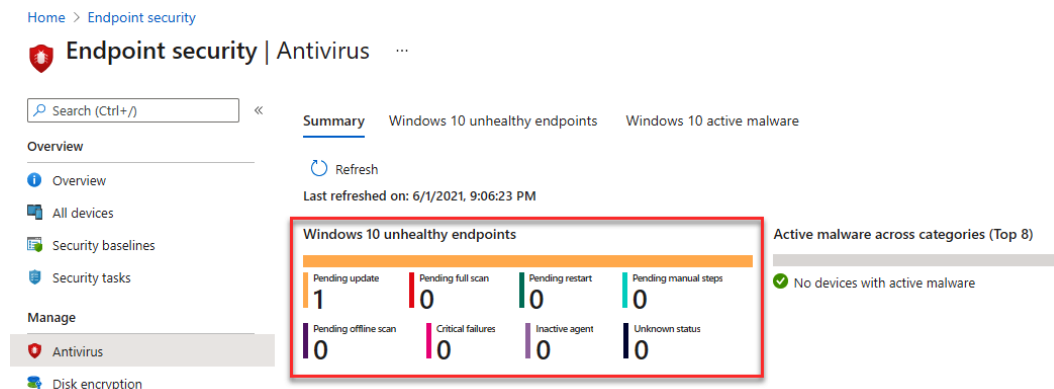 Home > Endpoint security
Endpoint security | Antivirus ...
Search (Ctrl+/) «
Overview
Overview
All devices
Security baselines
Security tasks
Manage
Antivirus
Disk encryption
Summary Windows 10 unhealthy endpoints Windows 10 active malware
Refresh
Last refreshed on: 6/1/2021, 9:06:23 PM
Windows 10 unhealthy endpoints
Pending update Pending full scan Pending restart Pending manual steps
1 0 0 0
Pending offline scan Critical failures Inactive agent Unknown status
0 0 0 0
Active malware across categories (Top 8)
No devices with active malware